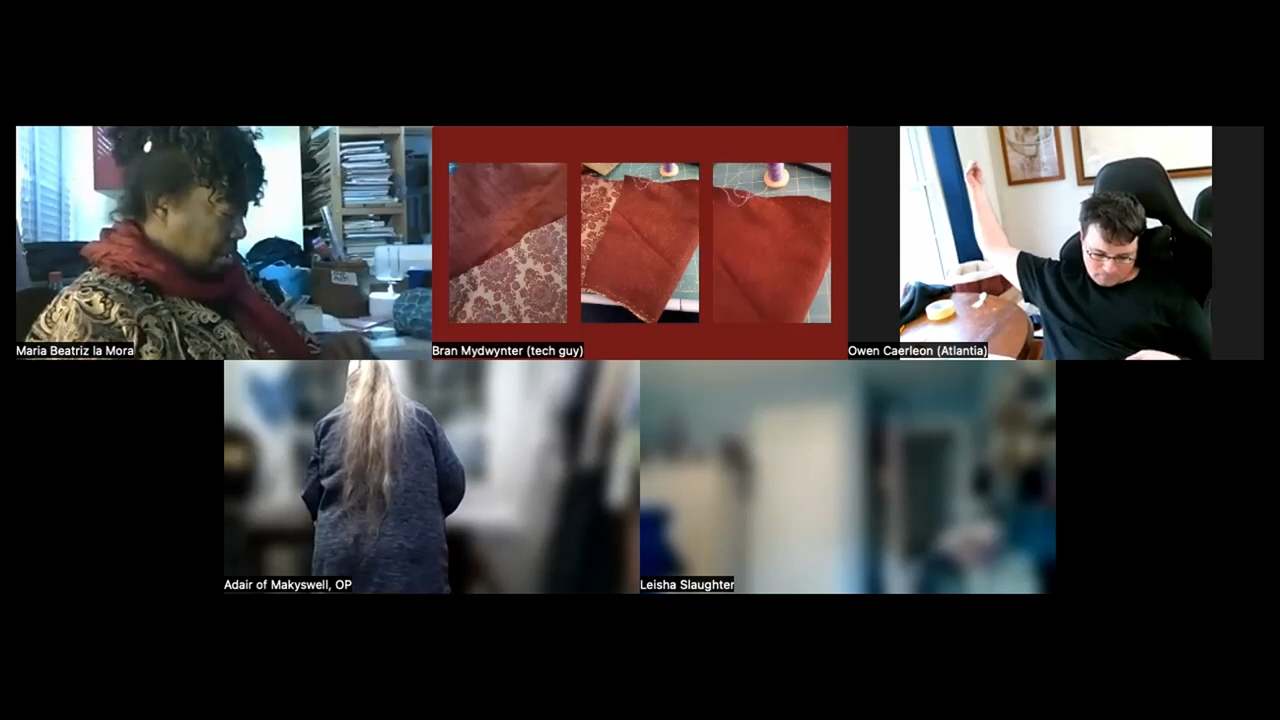 Maria Beatriz la Mora
Bran Mydwynter (tech guy)
Owen Caerleon (Atlantia)
Adair of Makyswell, OP
Leisha Slaughter